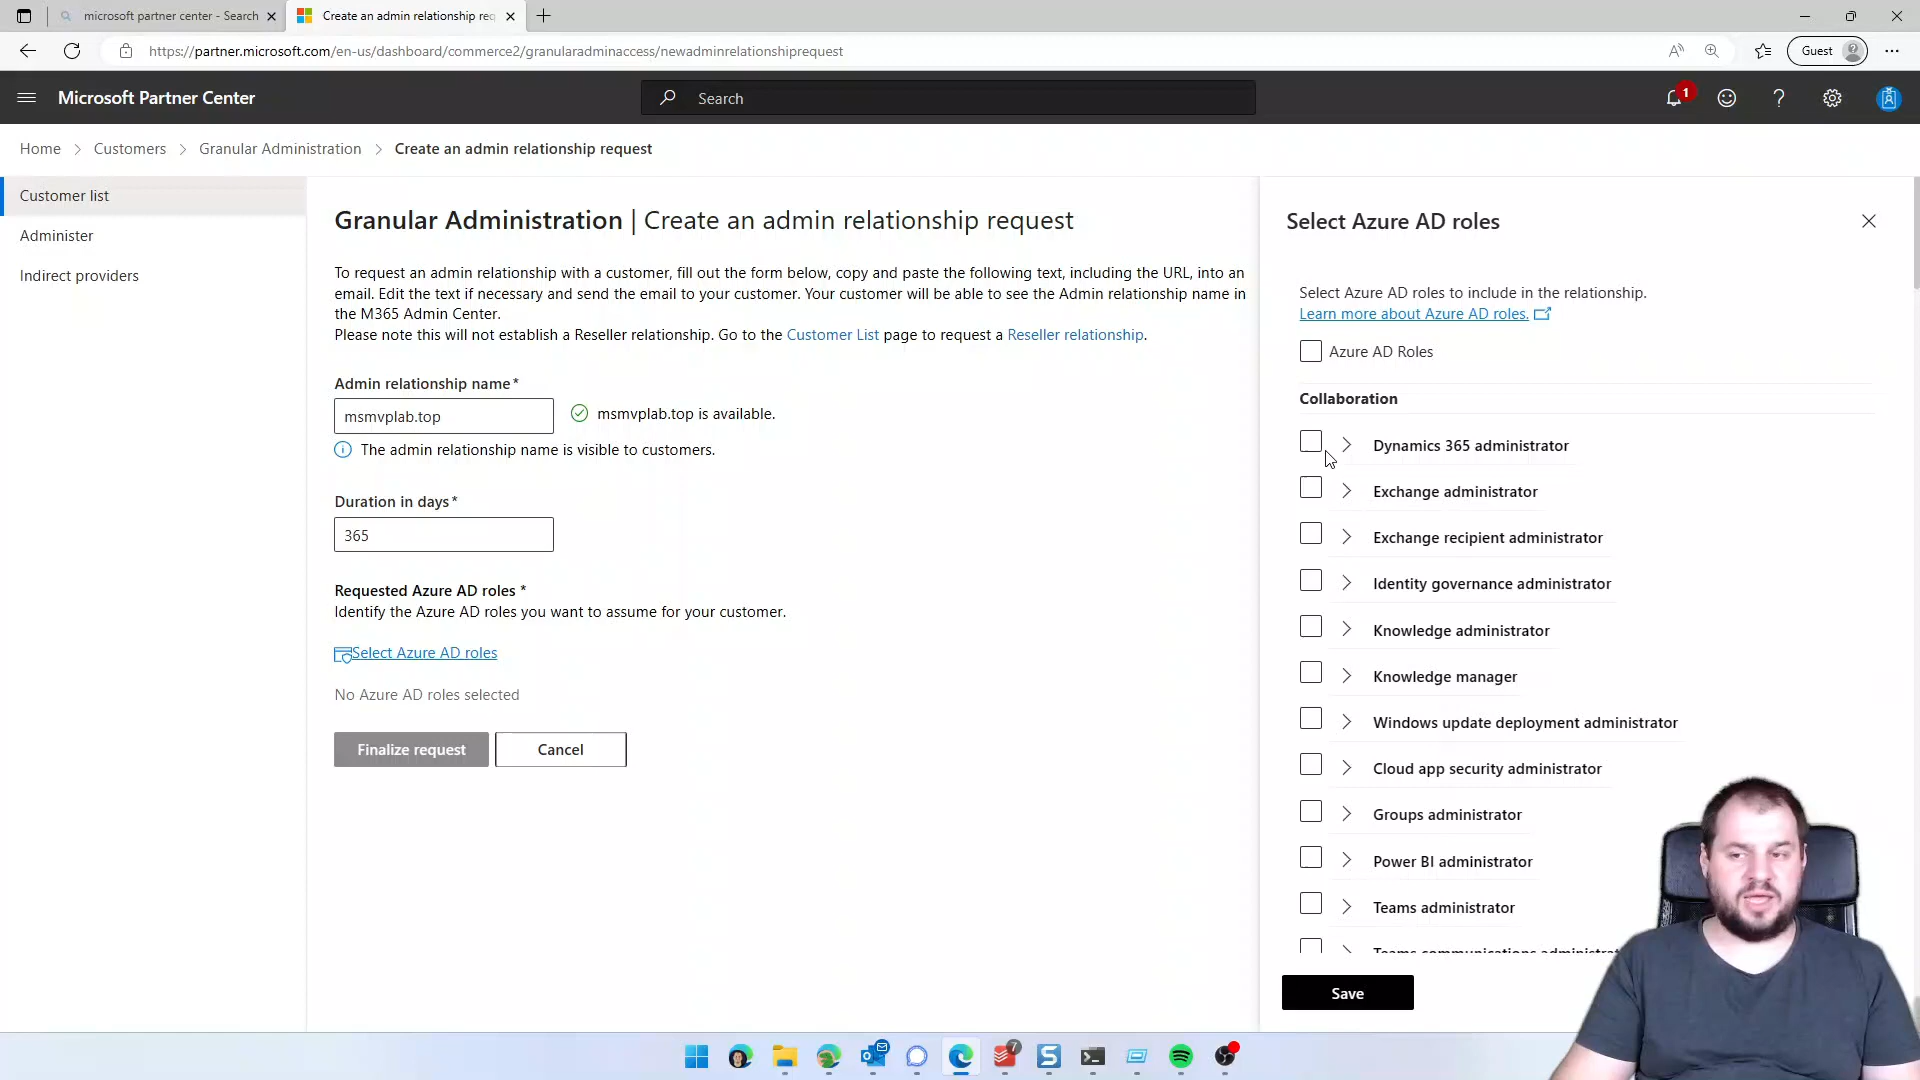 microsoft partner center - Search
Create an admin relationship req
https://partner.microsoft.com/en-us/dashboard/commerce2/granularadminaccess/newadminrelationshiprequest
Guest
Microsoft Partner Center
Search
1
Home > Customers > Granular Administration > Create an admin relationship request
Customer list
Administer
Indirect providers
Granular Administration | Create an admin relationship request
To request an admin relationship with a customer, fill out the form below, copy and paste the following text, including the URL, into an
email. Edit the text if necessary and send the email to your customer. Your customer will be able to see the Admin relationship name in
the M365 Admin Center.
Please note this will not establish a Reseller relationship. Go to the Customer List page to request a Reseller relationship.
Admin relationship name*
msmvplab.top
msmvplab.top is available.
The admin relationship name is visible to customers.
Duration in days*
365
Requested Azure AD roles *
Identify the Azure AD roles you want to assume for your customer.
Select Azure AD roles
No Azure AD roles selected
Finalize request
Cancel
Select Azure AD roles
Select Azure AD roles to include in the relationship.
Learn more about Azure AD roles.
Azure AD Roles
Collaboration
Dynamics 365 administrator
Exchange administrator
Exchange recipient administrator
Identity governance administrator
Knowledge administrator
Knowledge manager
Windows update deployment administrator
Cloud app security administrator
Groups administrator
Power BI administrator
Teams administrator
Teams communications
Save
7